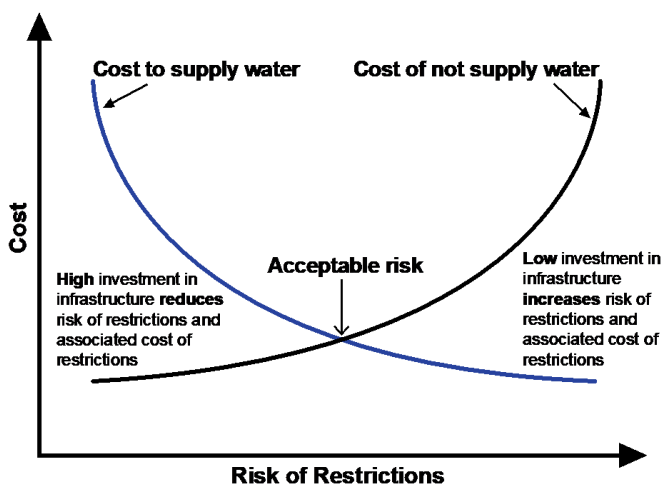 Cost to supply water
Cost of not supply water
Cost
Acceptable risk
High investment in
infrastructure reduces
risk of restrictions and
associated cost of
restrictions
Low investment in
infrastructure
increases risk of
restrictions and
associated cost of
restrictions
Risk of Restrictions